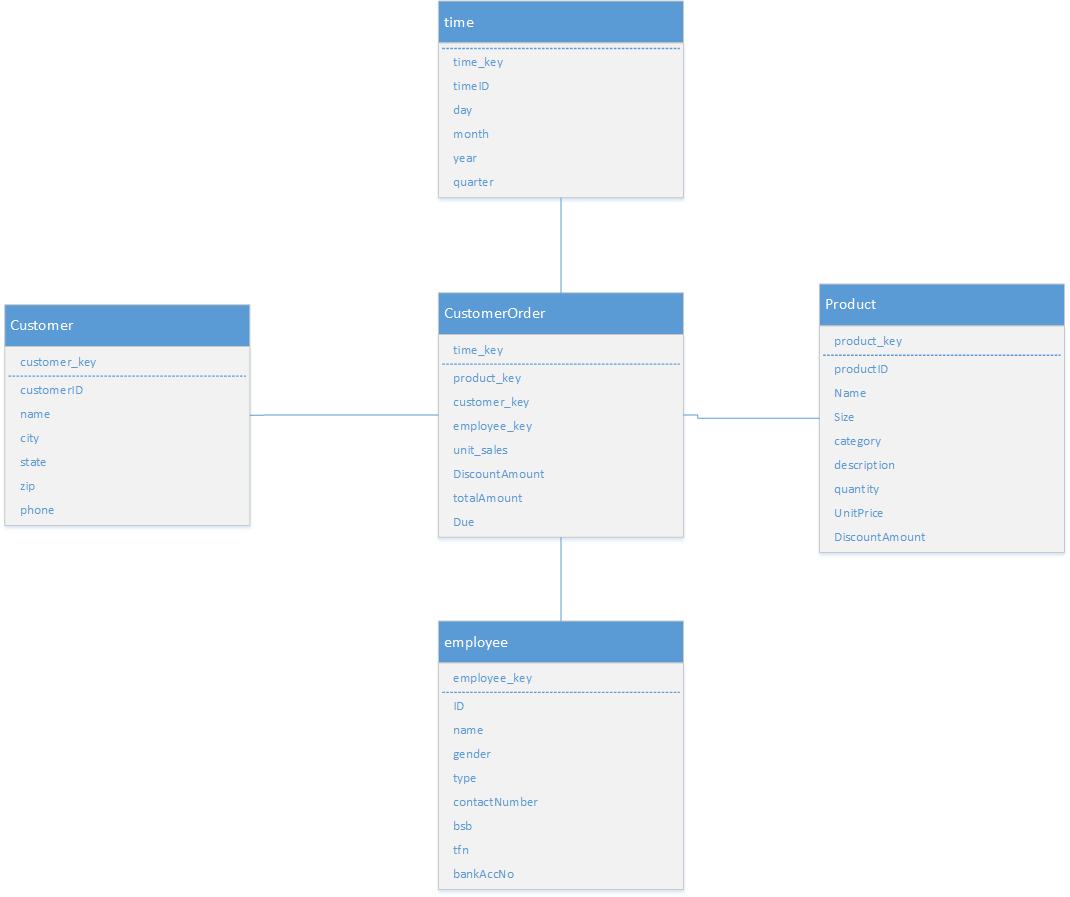 time
time_key
timeID
day
month
year
quarter
Customer
customer_key
customerID
name
city
state
zip
phone
CustomerOrder
time_key
product_key
customer_key
employee_key
unit_sales
DiscountAmount
totalAmount
Due
Product
product_key
productID
Name
Size
category
description
quantity
UnitPrice
DiscountAmount
employee
employee_key
ID
name
gender
type
contactNumber
bsb
tfn
bankAccNo